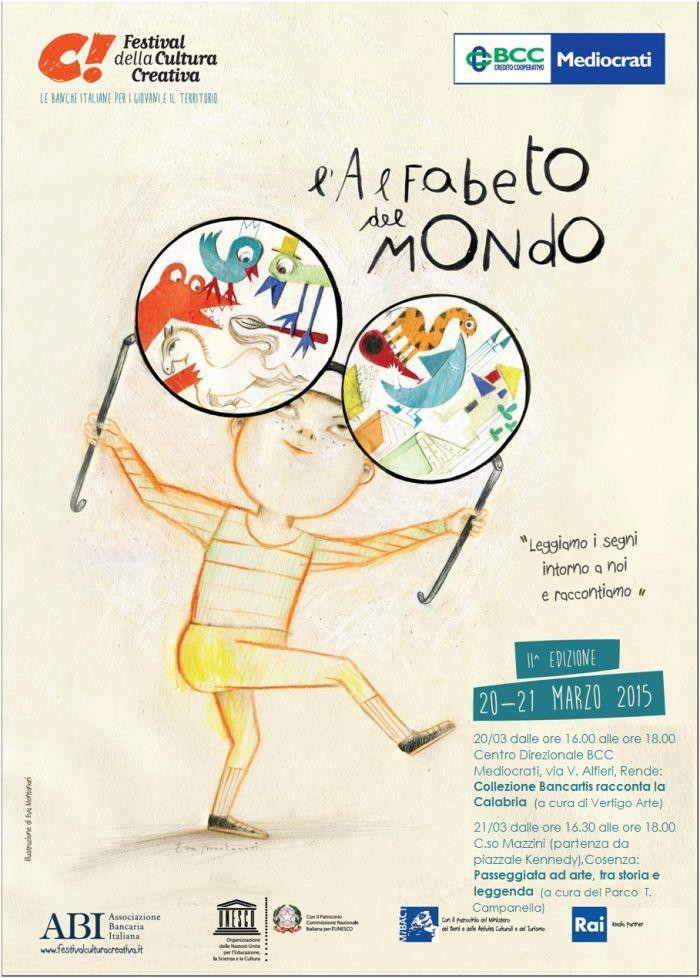 C! Festival
della Cultura
Creativa
LE BANCHE ITALIANE PER I GIOVANI E IL TERRITORIO
BCC
CREDITO COOPERATIVO
Mediocrati
l'Alfabeto
del
MONdo
"Leggiamo i segni
intorno a noi
e raccontiamo"
II^ EDIZIONE
20-21 MARZO 2015
20/03 dalle ore 16.00 alle ore 18.00
Centro Direzionale BCC
Mediocrati, via V. Alfieri, Rende:
Collezione Bancartis racconta la
Calabria (a cura di Vertigo Arte)
21/03 dalle ore 16.30 alle ore 18.00
C.so Mazzini (partenza da
piazzale Kennedy),Cosenza:
Passeggiata ad arte, tra storia e
leggenda (a cura del Parco T.
Campanella)
Illustrazione di Eva Montanari
Eva Montanari
ABI Associazione
Bancaria
Italiana
www.festivalculturacreativa.it
UNESCO
Organizzazione
delle Nazioni Unite
per l'Educazione,
la Scienza e la Cultura
Con il Patrocinio
Commissione Nazionale
Italiana per l'UNESCO
MiBACT
Con il Patrocinio del Ministero
dei Beni e delle Attività Culturali e del Turismo
Rai
Media Partner